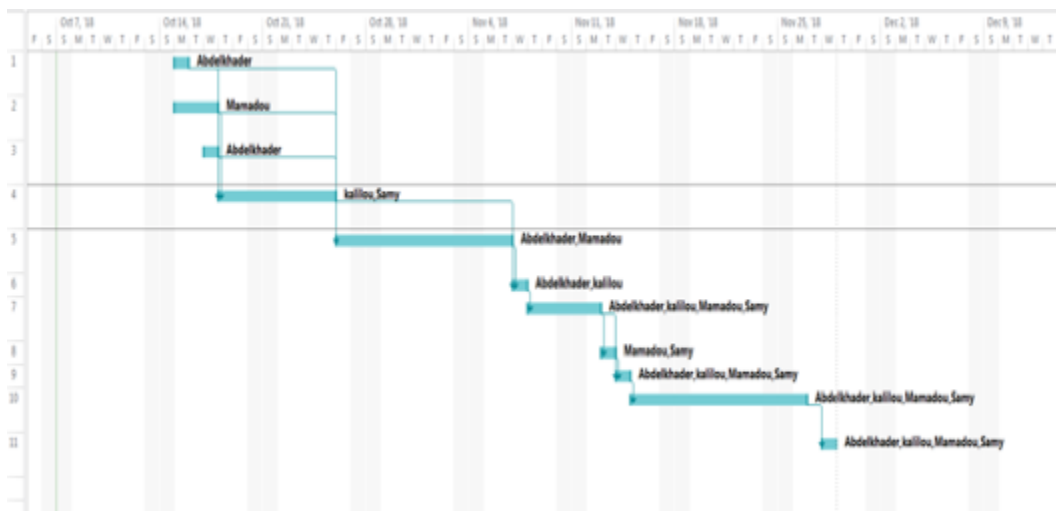 Oct 7, '18 Oct 14, '18 Oct 21, '18 Oct 28, '18 Nov 4, '18 Nov 11, '18 Nov 18, '18 Nov 25, '18 Dec 2, '18 Dec 9, '18
F S S M T W T F S S M T W T F S S M T W T F S S M T W T F S S M T W T F S S M T W T F S S M T W T F S S M T W T F S S M T W T F S S M T W T
1 Abdelkhader
2 Mamadou
3 Abdelkhader
4 kalilou,Samy
5 Abdelkhader,Mamadou
6 Abdelkhader,kalilou
7 Abdelkhader,kalilou,Mamadou,Samy
8 Mamadou,Samy
9 Abdelkhader,kalilou,Mamadou,Samy
10 Abdelkhader,kalilou,Mamadou,Samy
11 Abdelkhader,kalilou,Mamadou,Samy